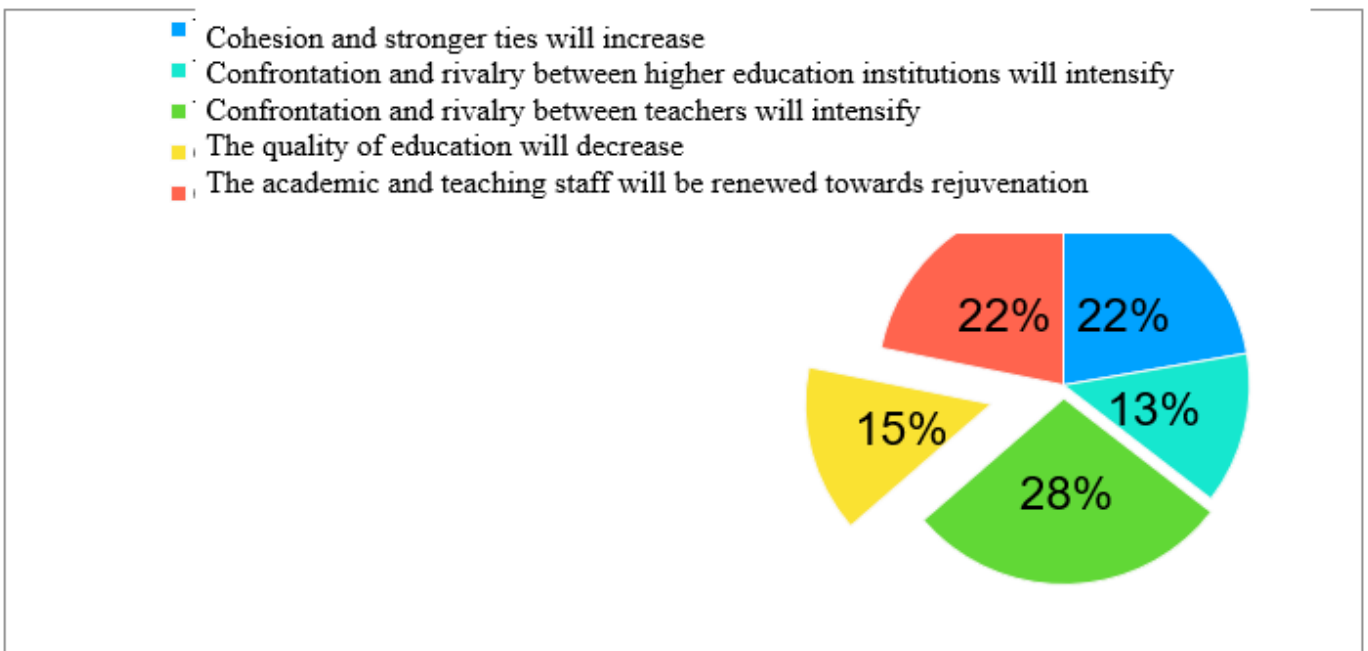 Cohesion and stronger ties will increase
Confrontation and rivalry between higher education institutions will intensify
Confrontation and rivalry between teachers will intensify
The quality of education will decrease
The academic and teaching staff will be renewed towards rejuvenation
22% 22%
13%
15%
28%